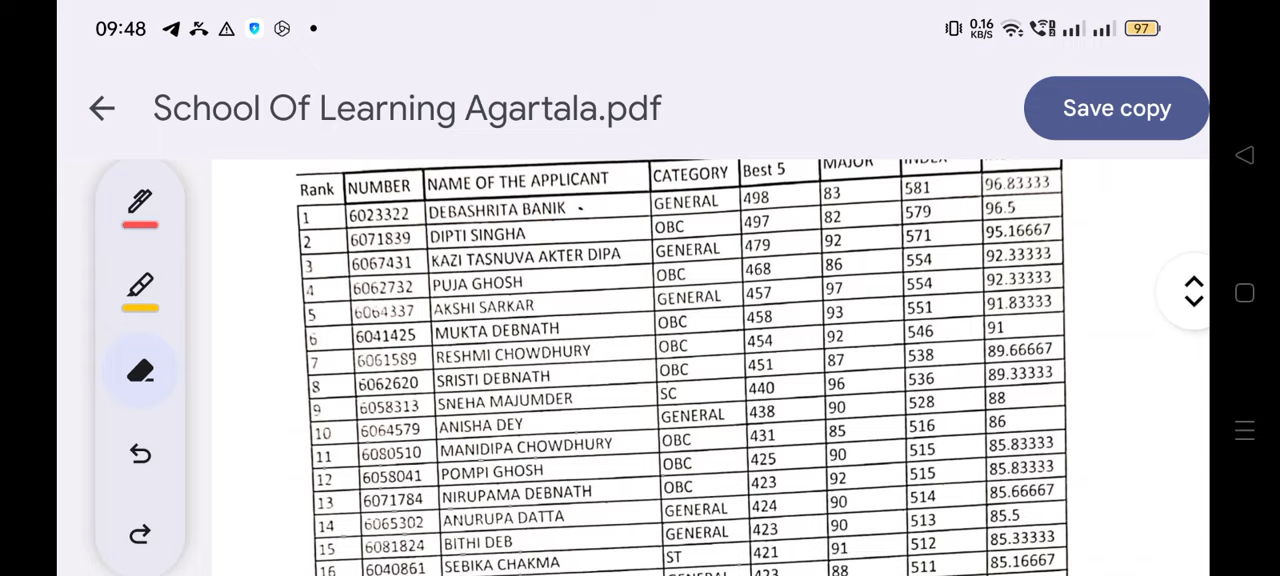 09:48 0.16 KB/S 97
School Of Learning Agartala.pdf Save copy
Rank NUMBER NAME OF THE APPLICANT CATEGORY Best 5 MAJOR INDEX
1 6023322 DEBASHRITA BANIK GENERAL 498 83 581 96.83333
2 6071839 DIPTI SINGHA OBC 497 82 579 96.5
3 6067431 KAZI TASNUVA AKTER DIPA GENERAL 479 92 571 95.16667
4 6062732 PUJA GHOSH OBC 468 86 554 92.33333
5 6064337 AKSHI SARKAR GENERAL 457 97 554 92.33333
6 6041425 MUKTA DEBNATH OBC 458 93 551 91.83333
7 6061589 RESHMI CHOWDHURY OBC 454 92 546 91
8 6062620 SRISTI DEBNATH OBC 451 87 538 89.66667
9 6058313 SNEHA MAJUMDER SC 440 96 536 89.33333
10 6064579 ANISHA DEY GENERAL 438 90 528 88
11 6080510 MANIDIPA CHOWDHURY OBC 431 85 516 86
12 6058041 POMPI GHOSH OBC 425 90 515 85.83333
13 6071784 NIRUPAMA DEBNATH OBC 423 92 515 85.83333
14 6065302 ANURUPA DATTA GENERAL 424 90 514 85.66667
15 6081824 BITHI DEB GENERAL 423 90 513 85.5
16 6040861 SEBIKA CHAKMA ST 421 91 512 85.33333
GENERAL 423 88 511 85.16667